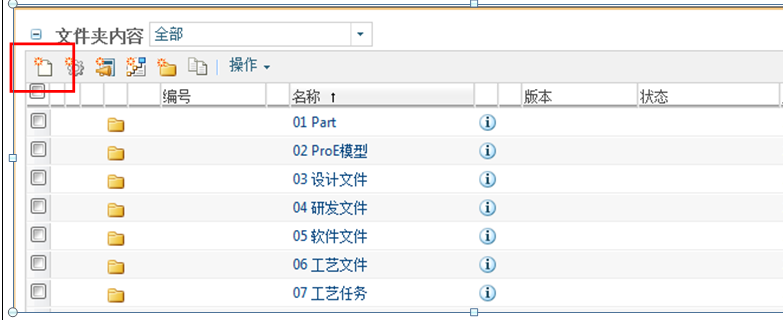 文件夹内容 全部
操作
编号 名称 ↑ 版本 状态
01 Part
02 ProE模型
03 设计文件
04 研发文件
05 软件文件
06 工艺文件
07 工艺任务